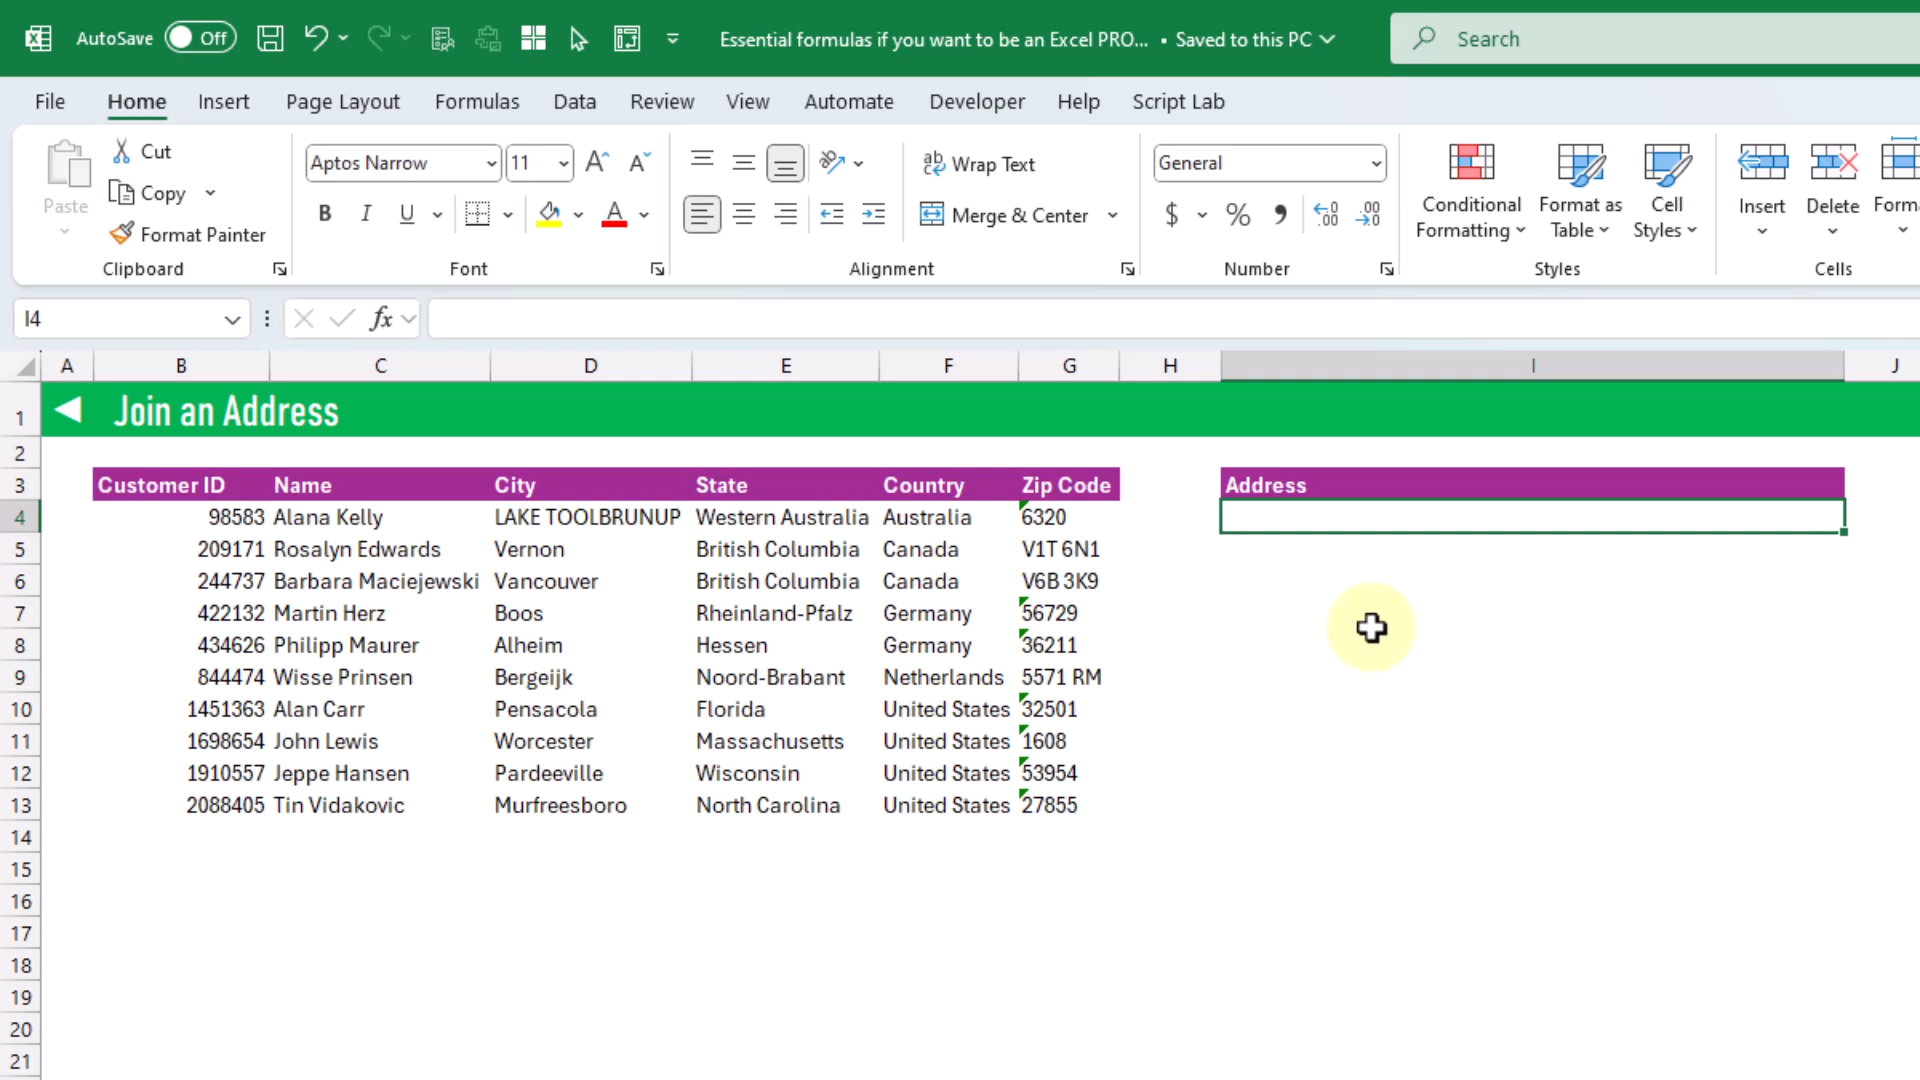 AutoSave Off Essential formulas if you want to be an Excel PRO... • Saved to this PC Search
File Home Insert Page Layout Formulas Data Review View Automate Developer Help Script Lab
Paste
Cut
Copy
Format Painter
Clipboard
Aptos Narrow 11
B I U
Font
Wrap Text
Merge & Center
Alignment
General
$ %
Number
Conditional Formatting
Format as Table
Cell Styles
Styles
Insert Delete Forma
Cells
I4 fx
A B C D E F G H I J
1 Join an Address
2
3 Customer ID Name City State Country Zip Code Address
4 98583 Alana Kelly LAKE TOOLBRUNUP Western Australia Australia 6320
5 209171 Rosalyn Edwards Vernon British Columbia Canada V1T 6N1
6 244737 Barbara Maciejewski Vancouver British Columbia Canada V6B 3K9
7 422132 Martin Herz Boos Rheinland-Pfalz Germany 56729
8 434626 Philipp Maurer Alheim Hessen Germany 36211
9 844474 Wisse Prinsen Bergeijk Noord-Brabant Netherlands 5571 RM
10 1451363 Alan Carr Pensacola Florida United States 32501
11 1698654 John Lewis Worcester Massachusetts United States 1608
12 1910557 Jeppe Hansen Pardeeville Wisconsin United States 53954
13 2088405 Tin Vidakovic Murfreesboro North Carolina United States 27855
14
15
16
17
18
19
20
21